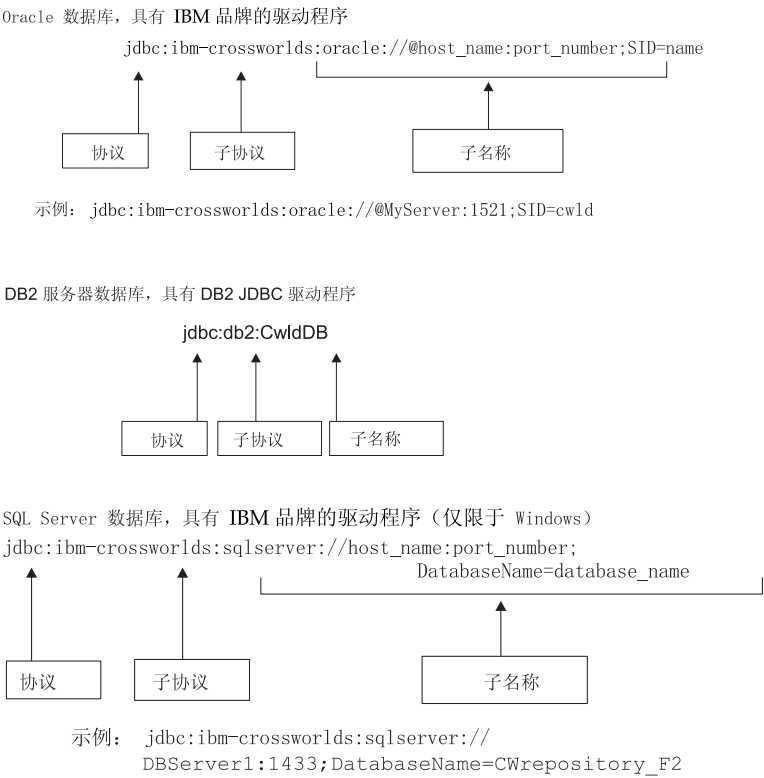 Oracle 数据库，具有 IBM 品牌的驱动程序
jdbc:ibm-crossworlds:oracle://@host_name:port_number;SID=name
协议 子协议 子名称
示例： jdbc:ibm-crossworlds:oracle://@MyServer:1521;SID=cwld
DB2 服务器数据库，具有 DB2 JDBC 驱动程序
jdbc:db2:CwldDB
协议 子协议 子名称
SQL Server 数据库，具有 IBM 品牌的驱动程序（仅限于 Windows）
jdbc:ibm-crossworlds:sqlserver://host_name:port_number;
DatabaseName=database_name
协议 子协议 子名称
示例： jdbc:ibm-crossworlds:sqlserver://
DBServer1:1433;DatabaseName=CWrepository_F2